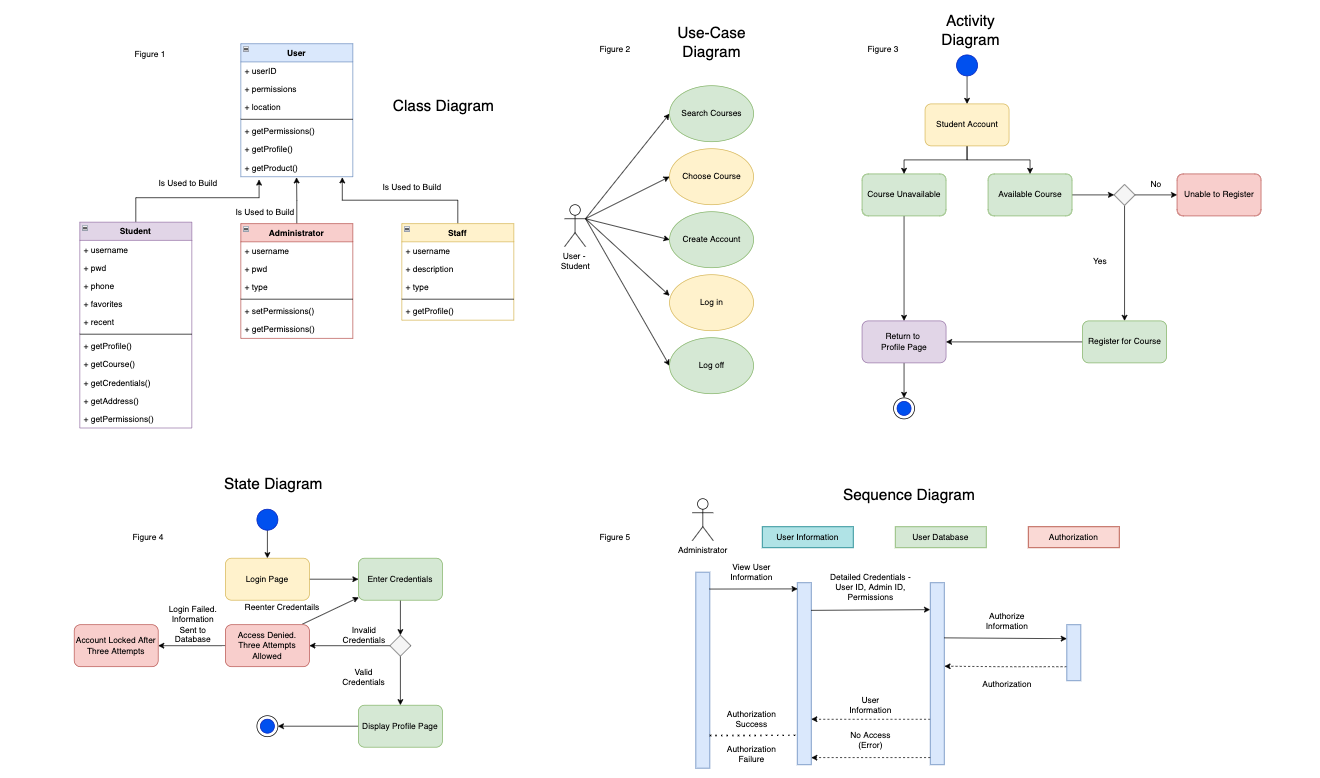 Figure 1
User
+ userID
+ permissions
+ location
+ getPermissions()
+ getProfile()
+ getProduct()
Class Diagram
Is Used to Build
Is Used to Build
Is Used to Build
Student
+ username
+ pwd
+ phone
+ favorites
+ recent
+ getProfile()
+ getCourse()
+ getCredentials()
+ getAddress()
+ getPermissions()
Administrator
+ username
+ pwd
+ type
+ setPermissions()
+ getPermissions()
Staff
+ username
+ description
+ type
+ getProfile()
Figure 2
Use-Case
Diagram
Search Courses
Choose Course
Create Account
Log in
Log off
User -
Student
Figure 3
Activity
Diagram
Student Account
Course Unavailable
Available Course
No
Unable to Register
Yes
Return to
Profile Page
Register for Course
State Diagram
Figure 4
Login Page
Enter Credentials
Reenter Credentails
Login Failed.
Information
Sent to
Database
Account Locked After
Three Attempts
Access Denied.
Three Attempts
Allowed
Invalid
Credentials
Valid
Credentials
Display Profile Page
Sequence Diagram
Figure 5
Administrator
User Information
User Database
Authorization
View User
Information
Detailed Credentials -
User ID, Admin ID,
Permissions
Authorize
Information
Authorization
User
Information
Authorization
Success
No Access
(Error)
Authorization
Failure